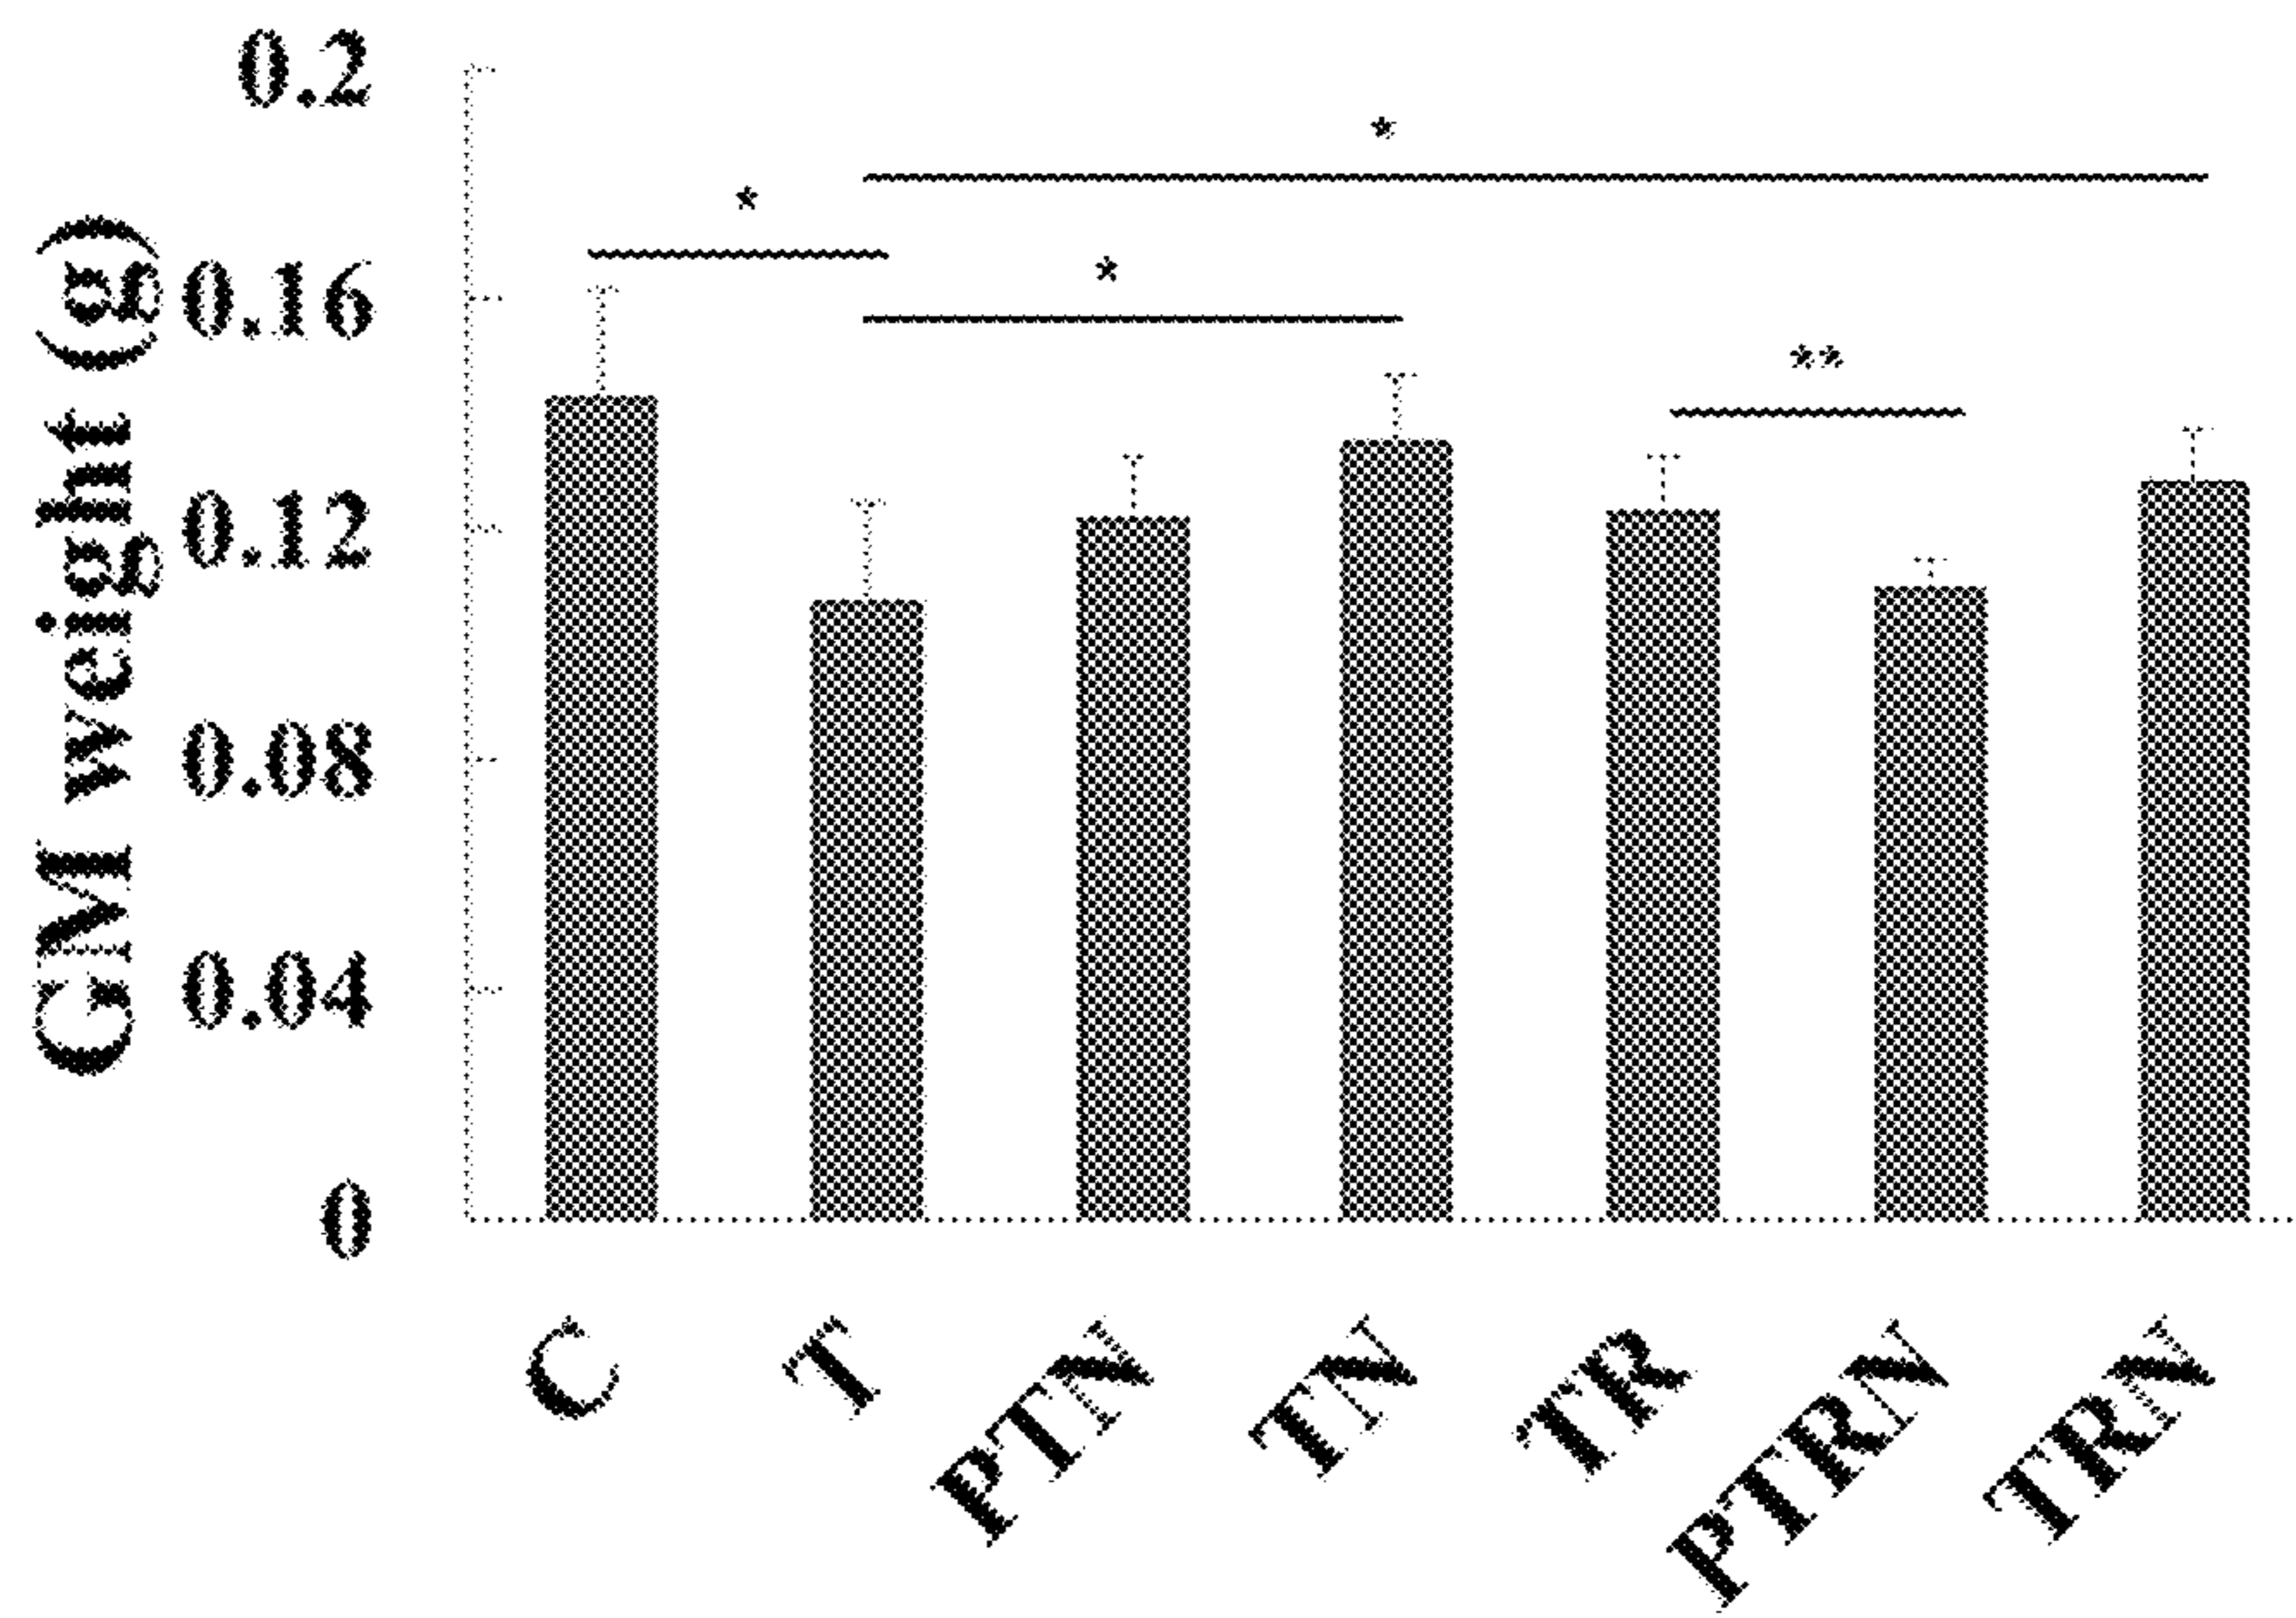 GM weight (g)
0.2
0.16
0.12
0.08
0.04
0
*
*
*
**
C
T
PTN
TN
TR
PTRN
TRN